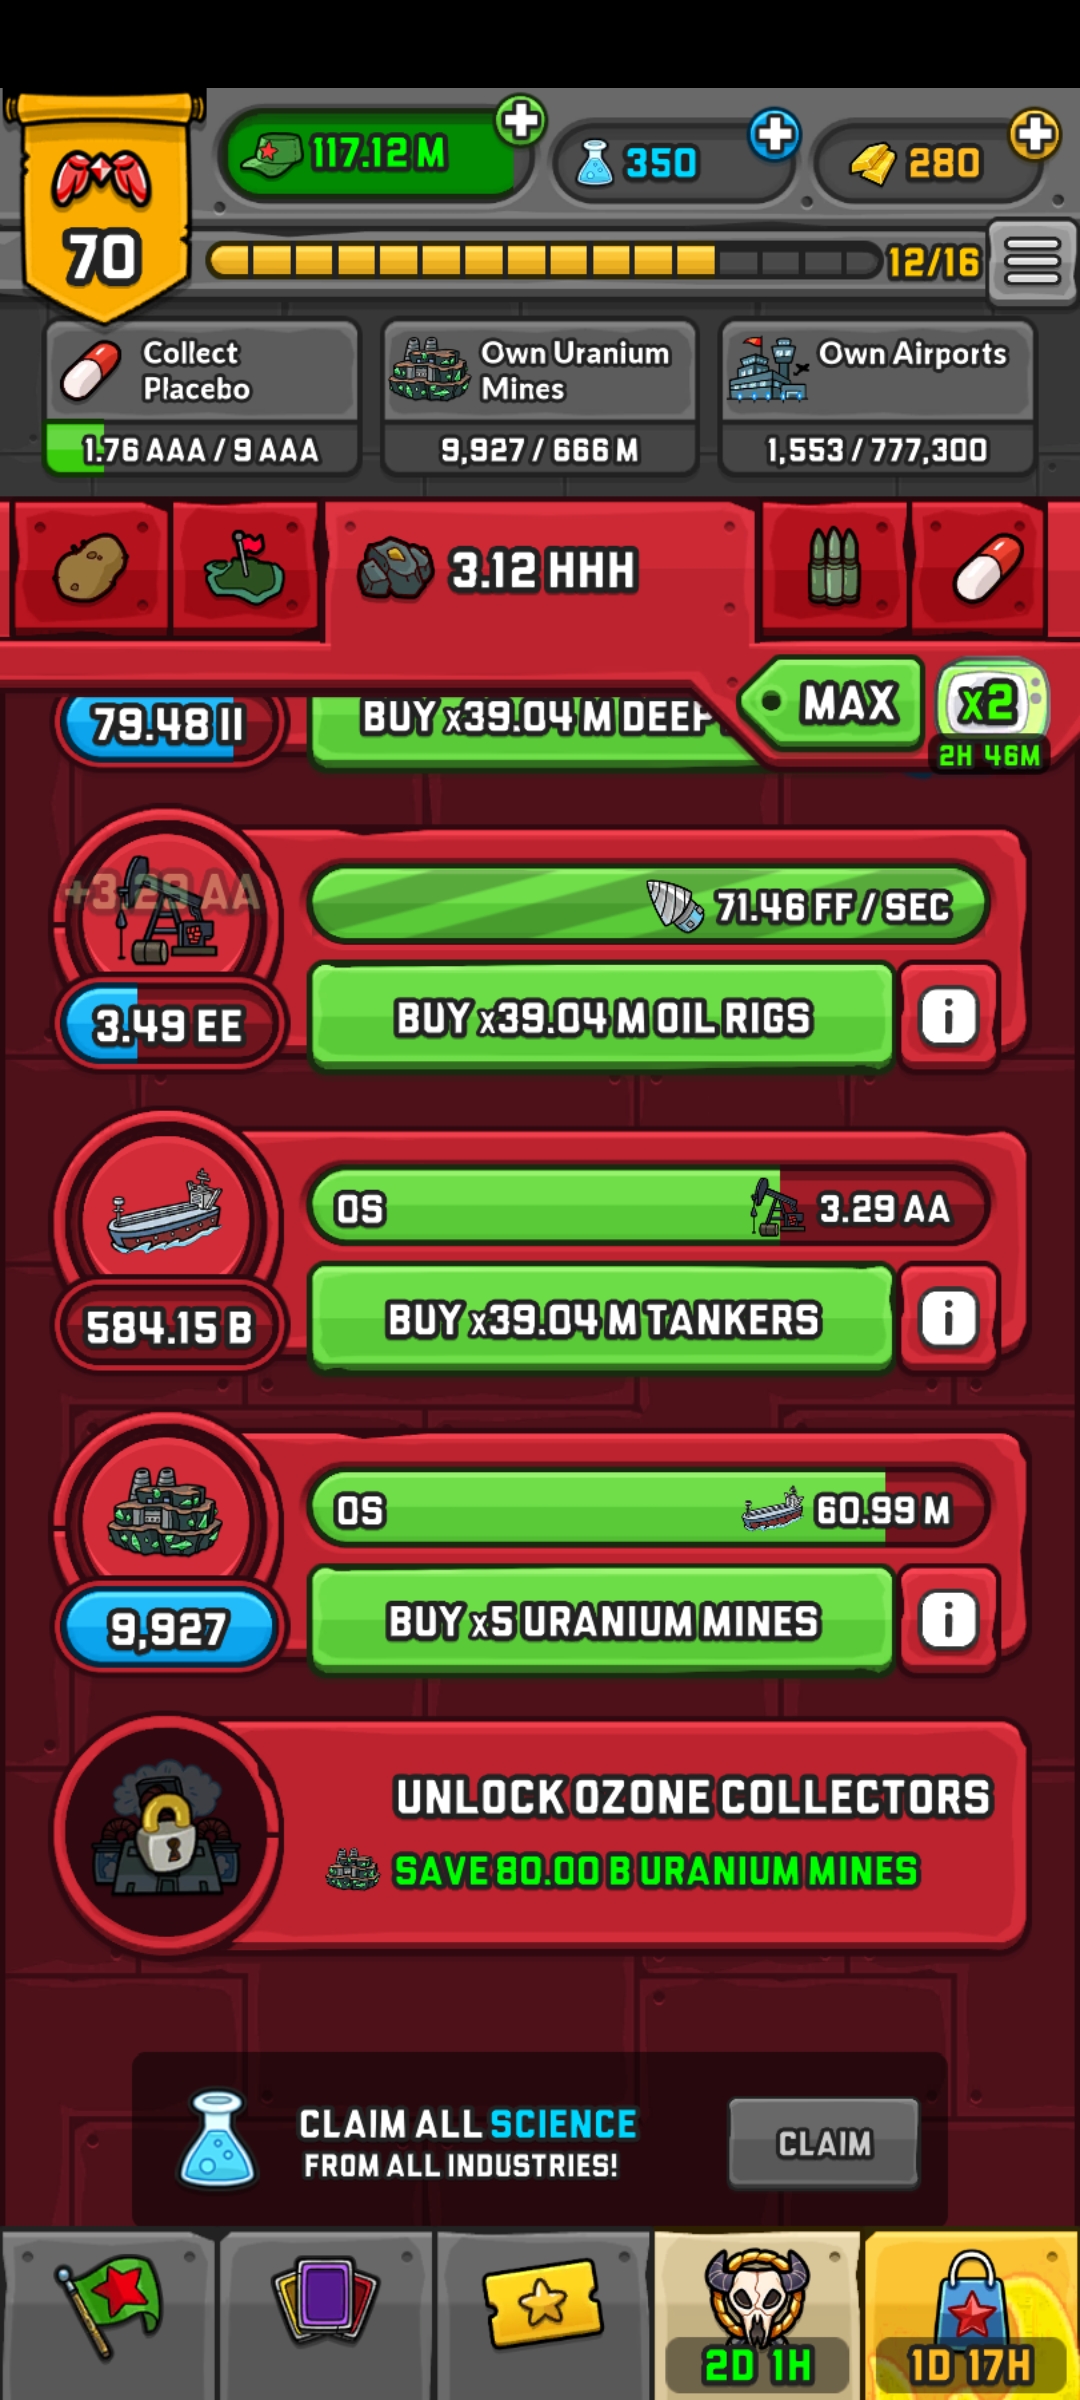 117.12 M
350
280
70
12/16
Collect
Placebo
Own Uranium
Mines
Own Airports
1.76 AAA / 9 AAA
9,927 / 666 M
1,553 / 777,300
3.12 HHH
MAX
x2
2H 46M
79.48 II
BUY x39.04 M DEEP
+3.29 AA
71.46 FF / SEC
3.49 EE
BUY x39.04 M OIL RIGS
i
0S
3.29 AA
584.15 B
BUY x39.04 M TANKERS
i
0S
60.99 M
9,927
BUY x5 URANIUM MINES
i
UNLOCK OZONE COLLECTORS
SAVE 80.00 B URANIUM MINES
CLAIM ALL SCIENCE
FROM ALL INDUSTRIES!
CLAIM
2D 1H
1D 17H